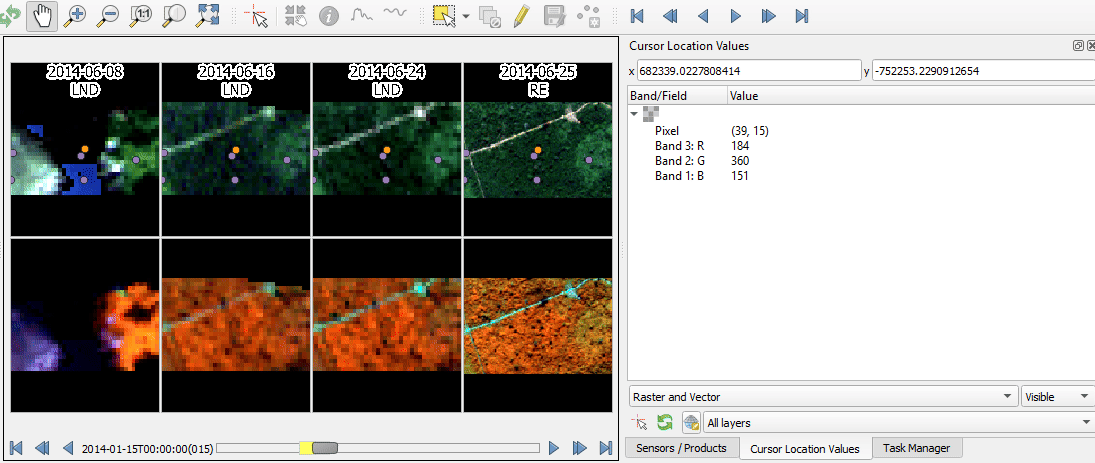 1:1
2014-06-08
LND
2014-06-16
LND
2014-06-24
LND
2014-06-25
RE
2014-01-15T00:00:00(015)
Cursor Location Values
x 682339.0227808414 y -752253.2290912654
Band/Field Value
Pixel (39, 15)
Band 3: R 184
Band 2: G 360
Band 1: B 151
Raster and Vector Visible
All layers
Sensors / Products Cursor Location Values Task Manager